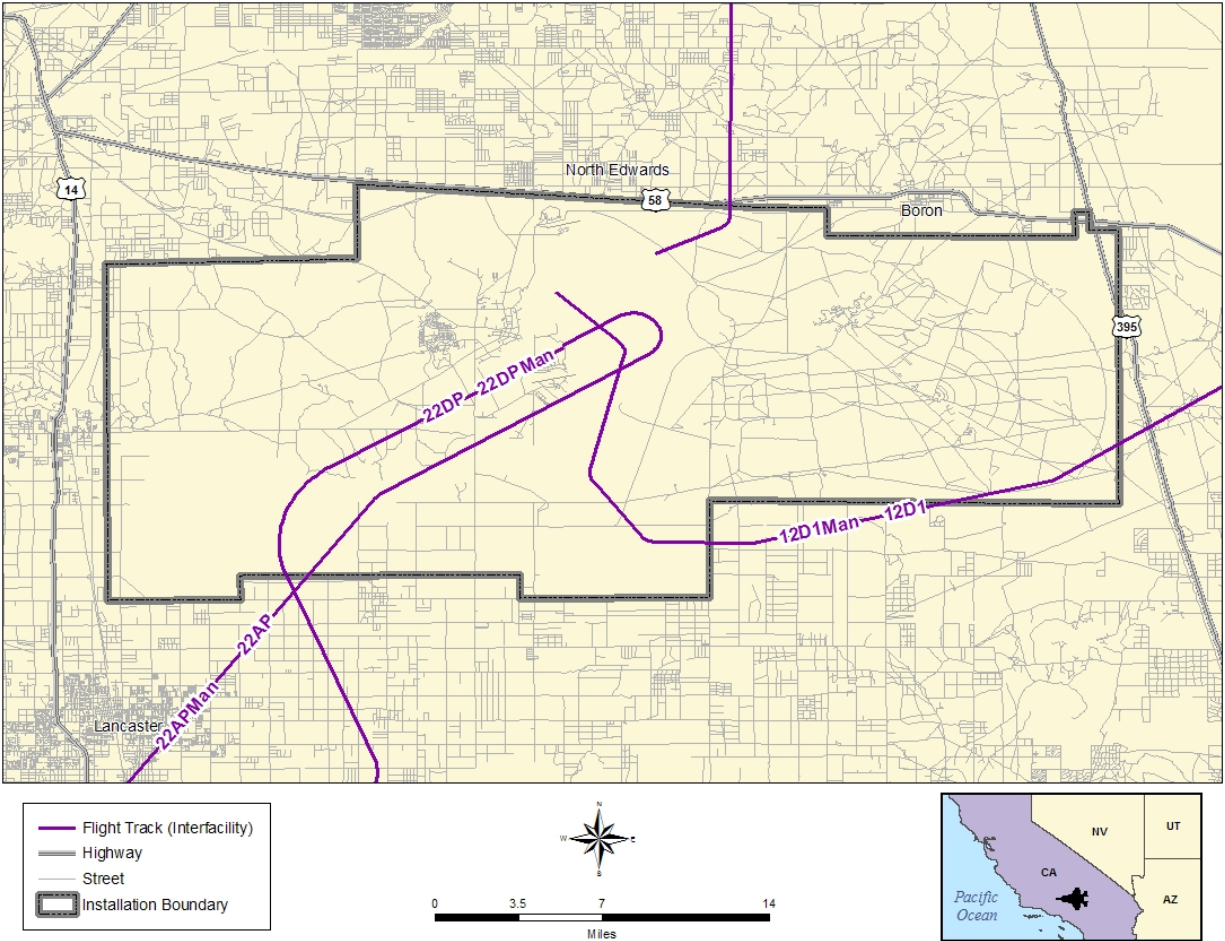 North Edwards
14
58
Boron
395
22DP
22DPMan
12D1Man
12D1
22AP
22APMan
Lancaster
Flight Track (Interfacility)
Highway
Street
Installation Boundary
N
W
E
S
0 3.5 7 14
Miles
NV
UT
CA
AZ
Pacific
Ocean